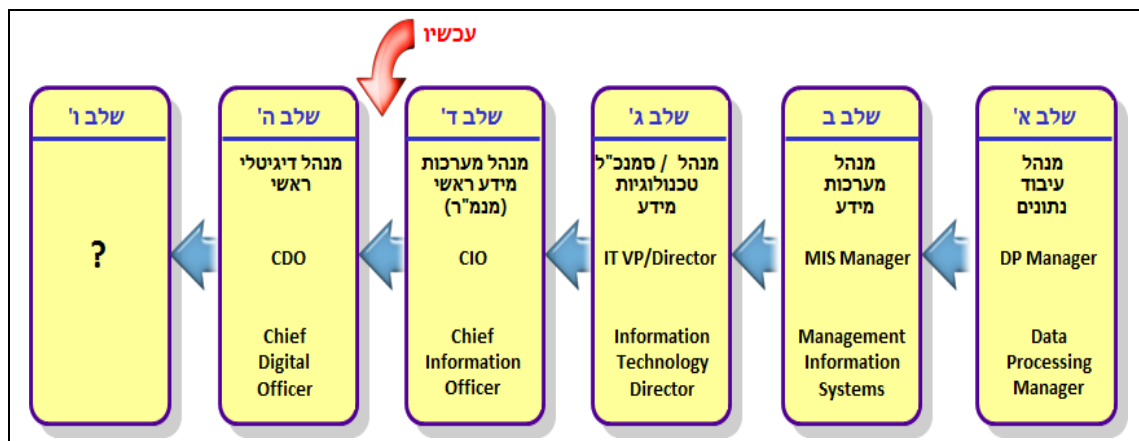 עכשיו
שלב א'
מנהל
עיבוד
נתונים
DP Manager
Data
Processing
Manager
שלב ב
מנהל
מערכות
מידע
MIS Manager
Management
Information
Systems
שלב ג'
מנהל / סמנכ"ל
טכנולוגיות
מידע
IT VP/Director
Information
Technology
Director
שלב ד'
מנהל מערכות
מידע ראשי
(מנמ"ר)
CIO
Chief
Information
Officer
שלב ה'
מנהל דיגיטלי
ראשי
CDO
Chief
Digital
Officer
שלב ו'
?